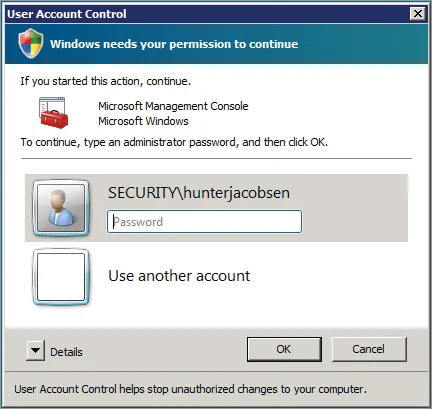 User Account Control
Windows needs your permission to continue
If you started this action, continue.
Microsoft Management Console
Microsoft Windows
To continue, type an administrator password, and then click OK.
SECURITY\hunterjacobsen
Password
Use another account
Details
OK
Cancel
User Account Control helps stop unauthorized changes to your computer.